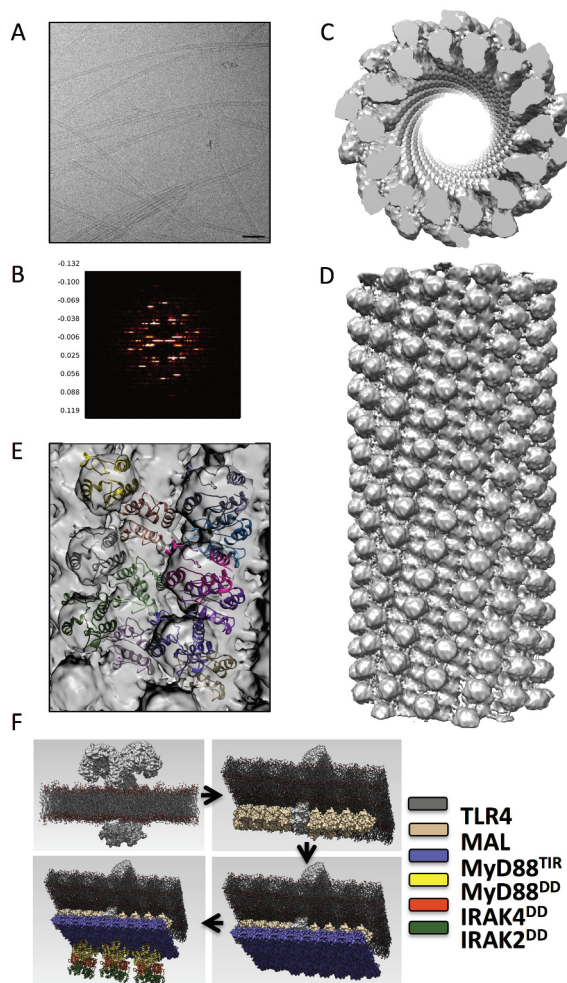 A
B
-0.132
-0.100
-0.069
-0.038
-0.006
0.025
0.056
0.088
0.119
C
D
E
F
TLR4
MAL
MyD88TIR
MyD88DD
IRAK4DD
IRAK2DD